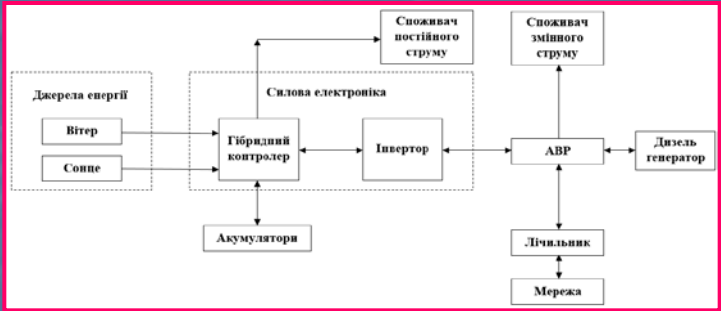 Споживач
постійного
струму
Споживач
змінного
струму
Джерела енергії
Силова електроніка
Вітер
Сонце
Гібридний
контролер
Інвертор
АВР
Дизель
генератор
Акумулятори
Лічильник
Мережа